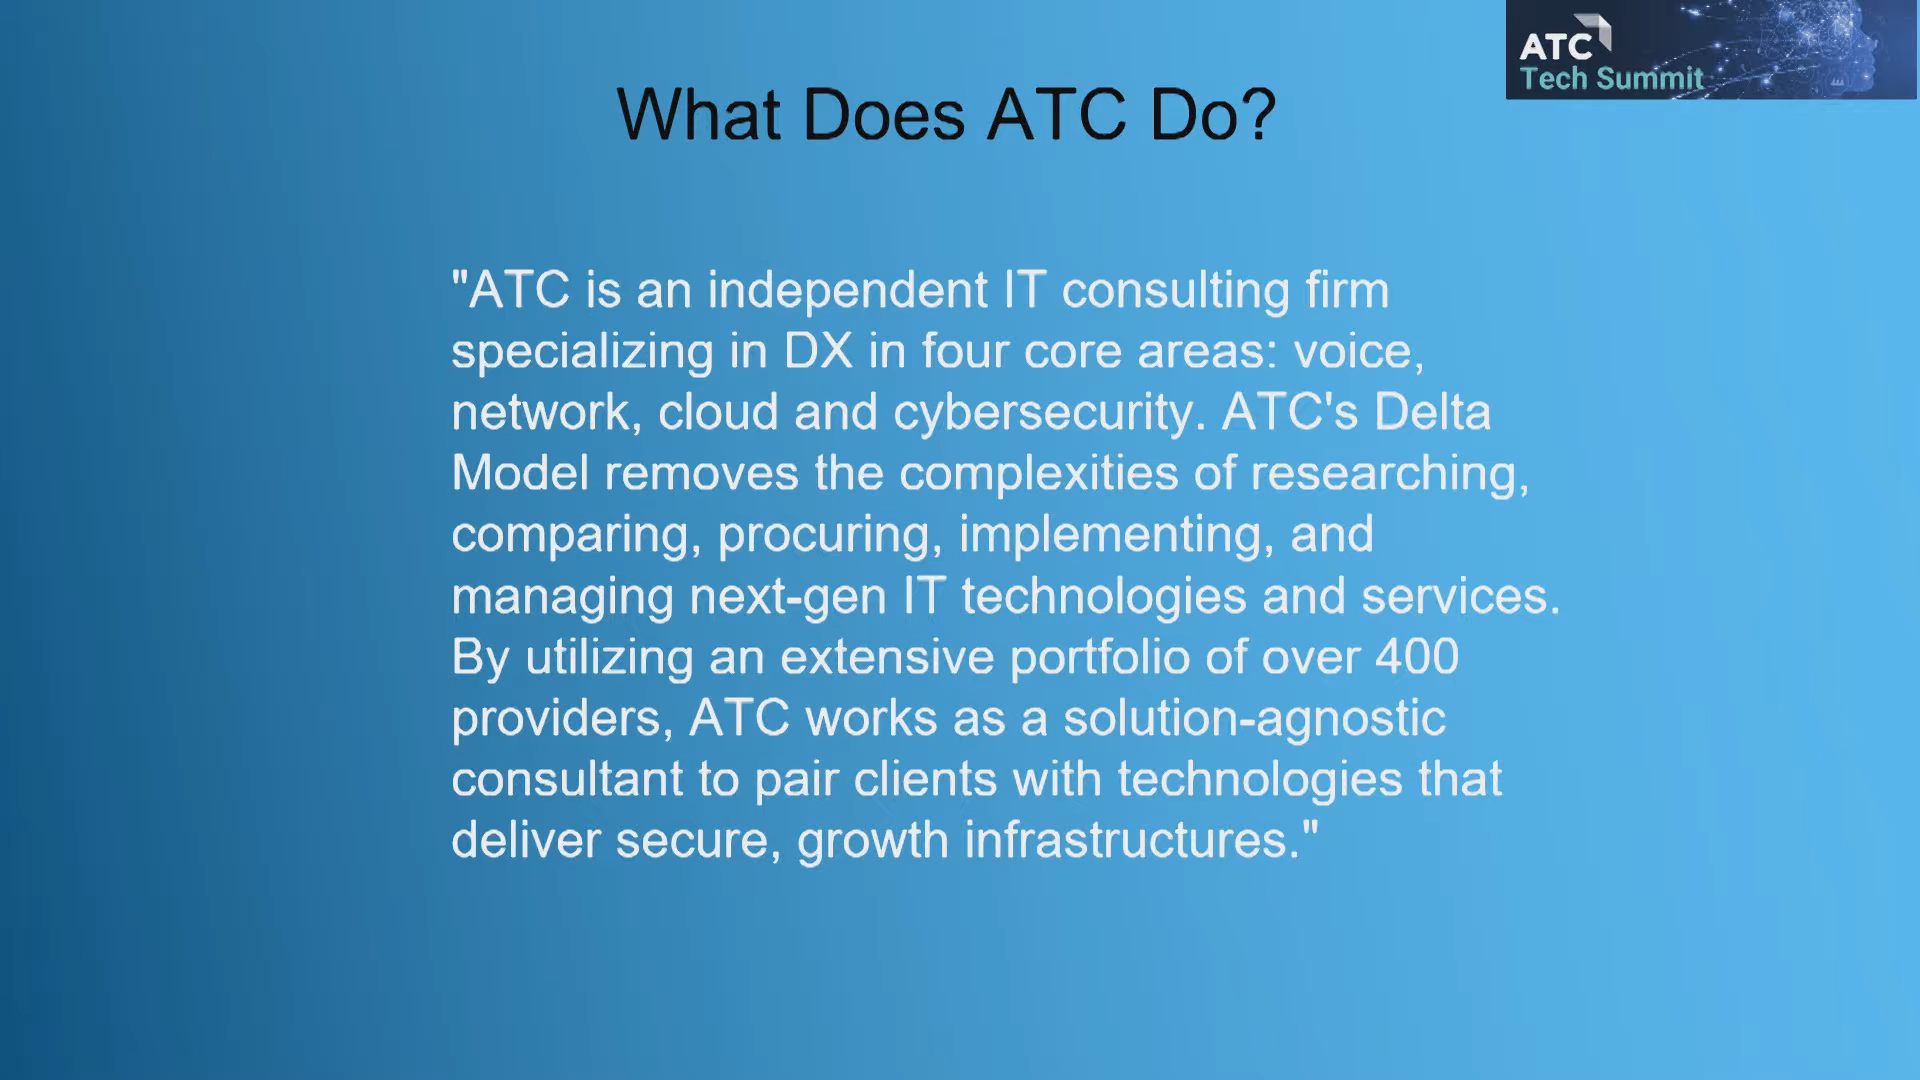 ATC
Tech Summit
What Does ATC Do?
"ATC is an independent IT consulting firm
specializing in DX in four core areas: voice,
network, cloud and cybersecurity. ATC's Delta
Model removes the complexities of researching,
comparing, procuring, implementing, and
managing next-gen IT technologies and services.
By utilizing an extensive portfolio of over 400
providers, ATC works as a solution-agnostic
consultant to pair clients with technologies that
deliver secure, growth infrastructures."